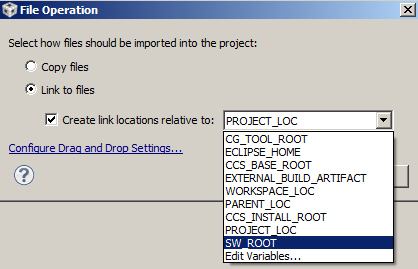 File Operation
Select how files should be imported into the project:
Copy files
Link to files
Create link locations relative to: PROJECT_LOC
CG_TOOL_ROOT
ECLIPSE_HOME
CCS_BASE_ROOT
EXTERNAL_BUILD_ARTIFACT
WORKSPACE_LOC
PARENT_LOC
CCS_INSTALL_ROOT
PROJECT_LOC
SW_ROOT
Edit Variables...
Configure Drag and Drop Settings...
?